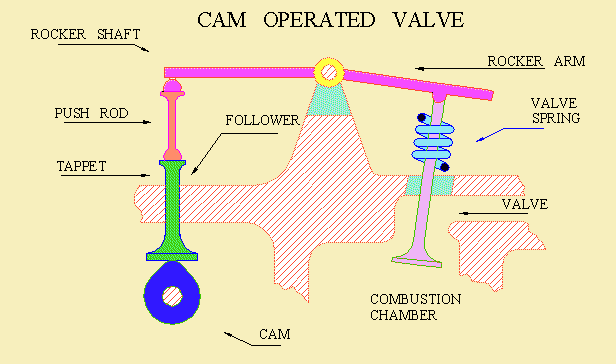 CAM OPERATED VALVE
ROCKER SHAFT
ROCKER ARM
PUSH ROD
FOLLOWER
VALVE
SPRING
TAPPET
VALVE
COMBUSTION
CHAMBER
CAM